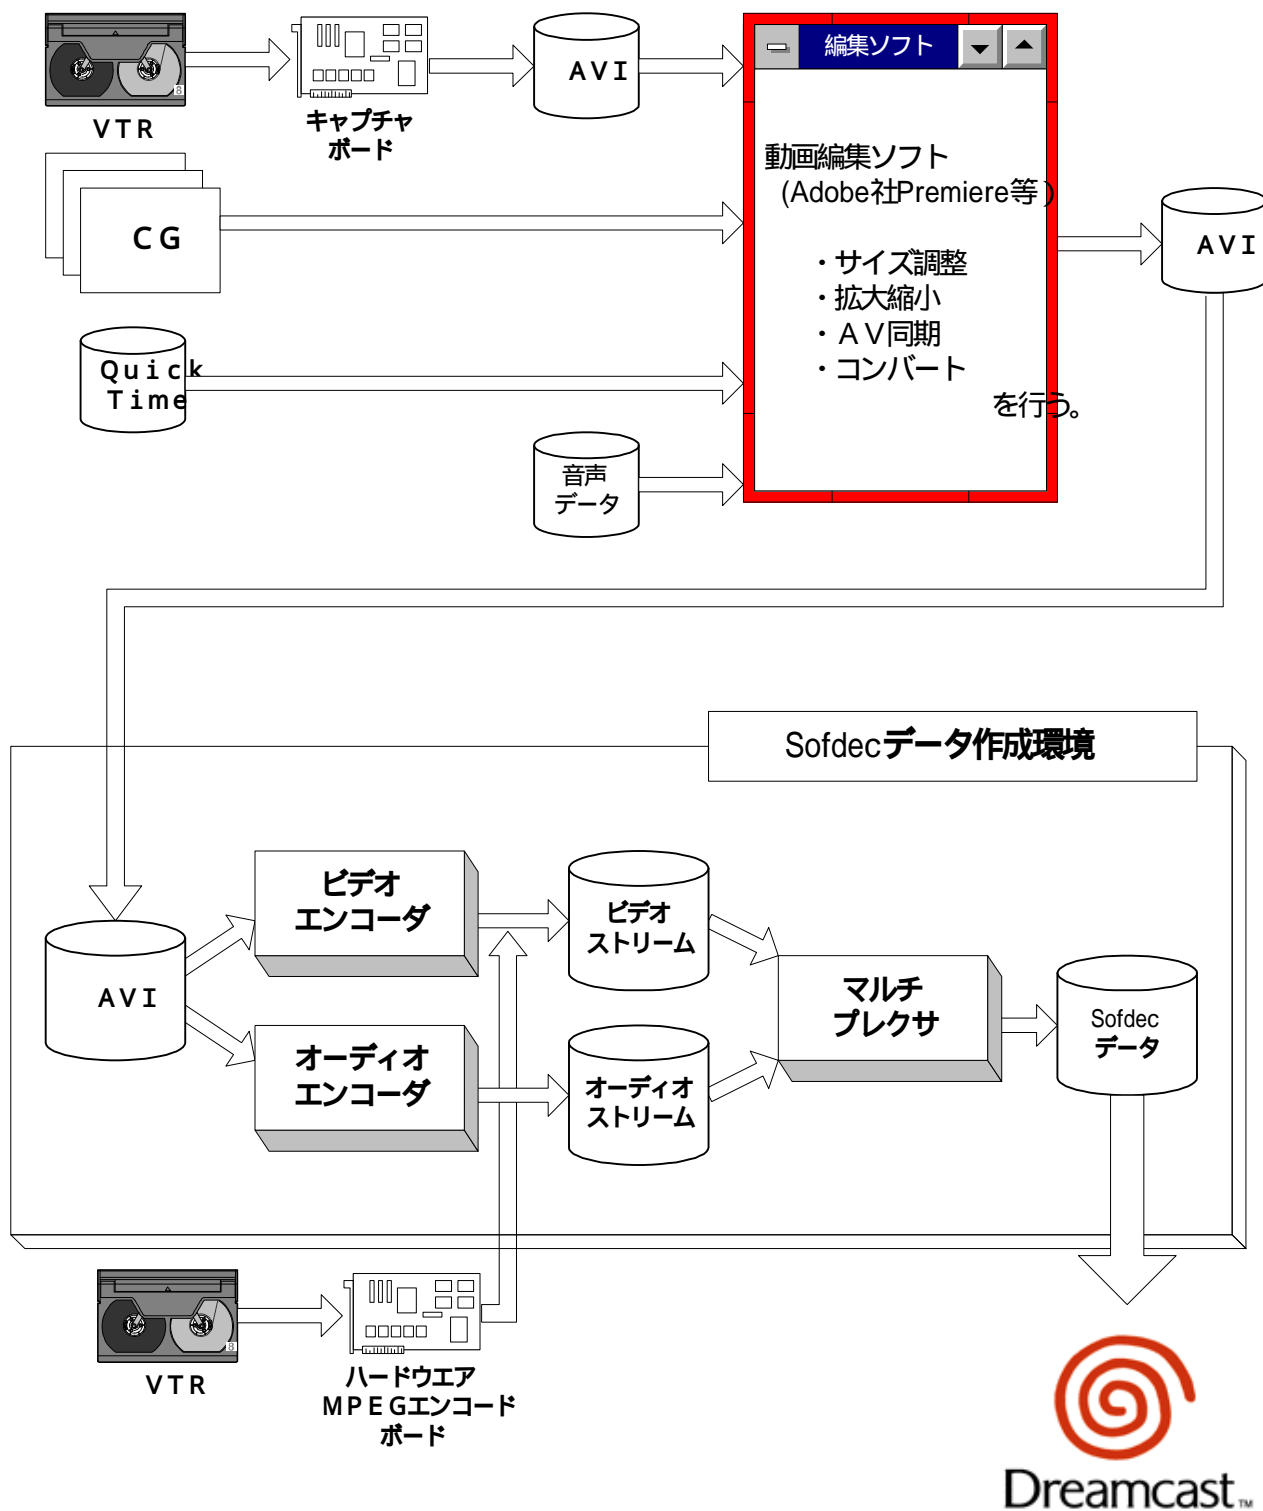 編集ソフト
AVI
8
VTR
キャプチャ
ボード
動画編集ソフト
(Adobe社Premiere等)
CG
AVI
・サイズ調整
・拡大縮小
・AV同期
・コンバート
を行う。
Quick
Time
音声
データ
Sofdecデータ作成環境
ビデオ
エンコーダ
ビデオ
ストリーム
AVI
マルチ
プレクサ
Sofdec
データ
オーディオ
エンコーダ
オーディオ
ストリーム
8
VTR
ハードウエア
MPEGエンコード
ボード
Dreamcast™